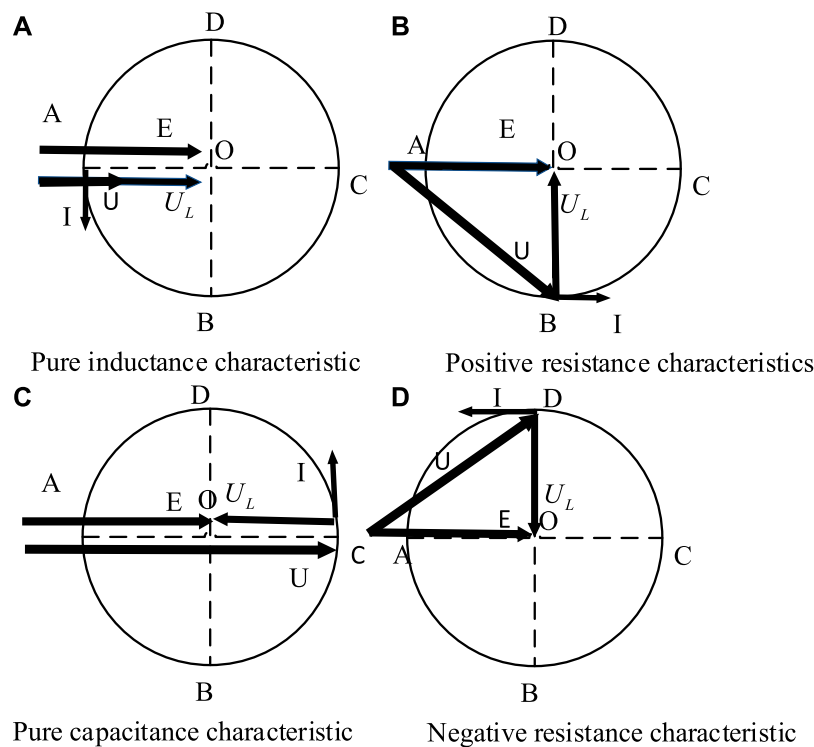 A
D
A
E
O
C
I
U
U_L
B
Pure inductance characteristic
B
D
A
E
O
C
U_L
U
B
I
Positive resistance characteristics
C
D
A
E
O
U_L
I
C
U
B
Pure capacitance characteristic
D
I
D
U
U_L
E
O
A
C
B
Negative resistance characteristic